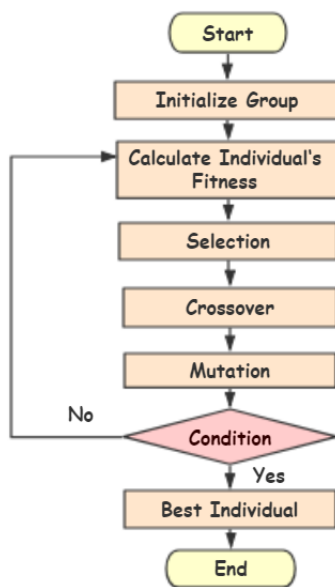 Start
Initialize Group
Calculate Individual's
Fitness
Selection
Crossover
Mutation
No
Condition
Yes
Best Individual
End